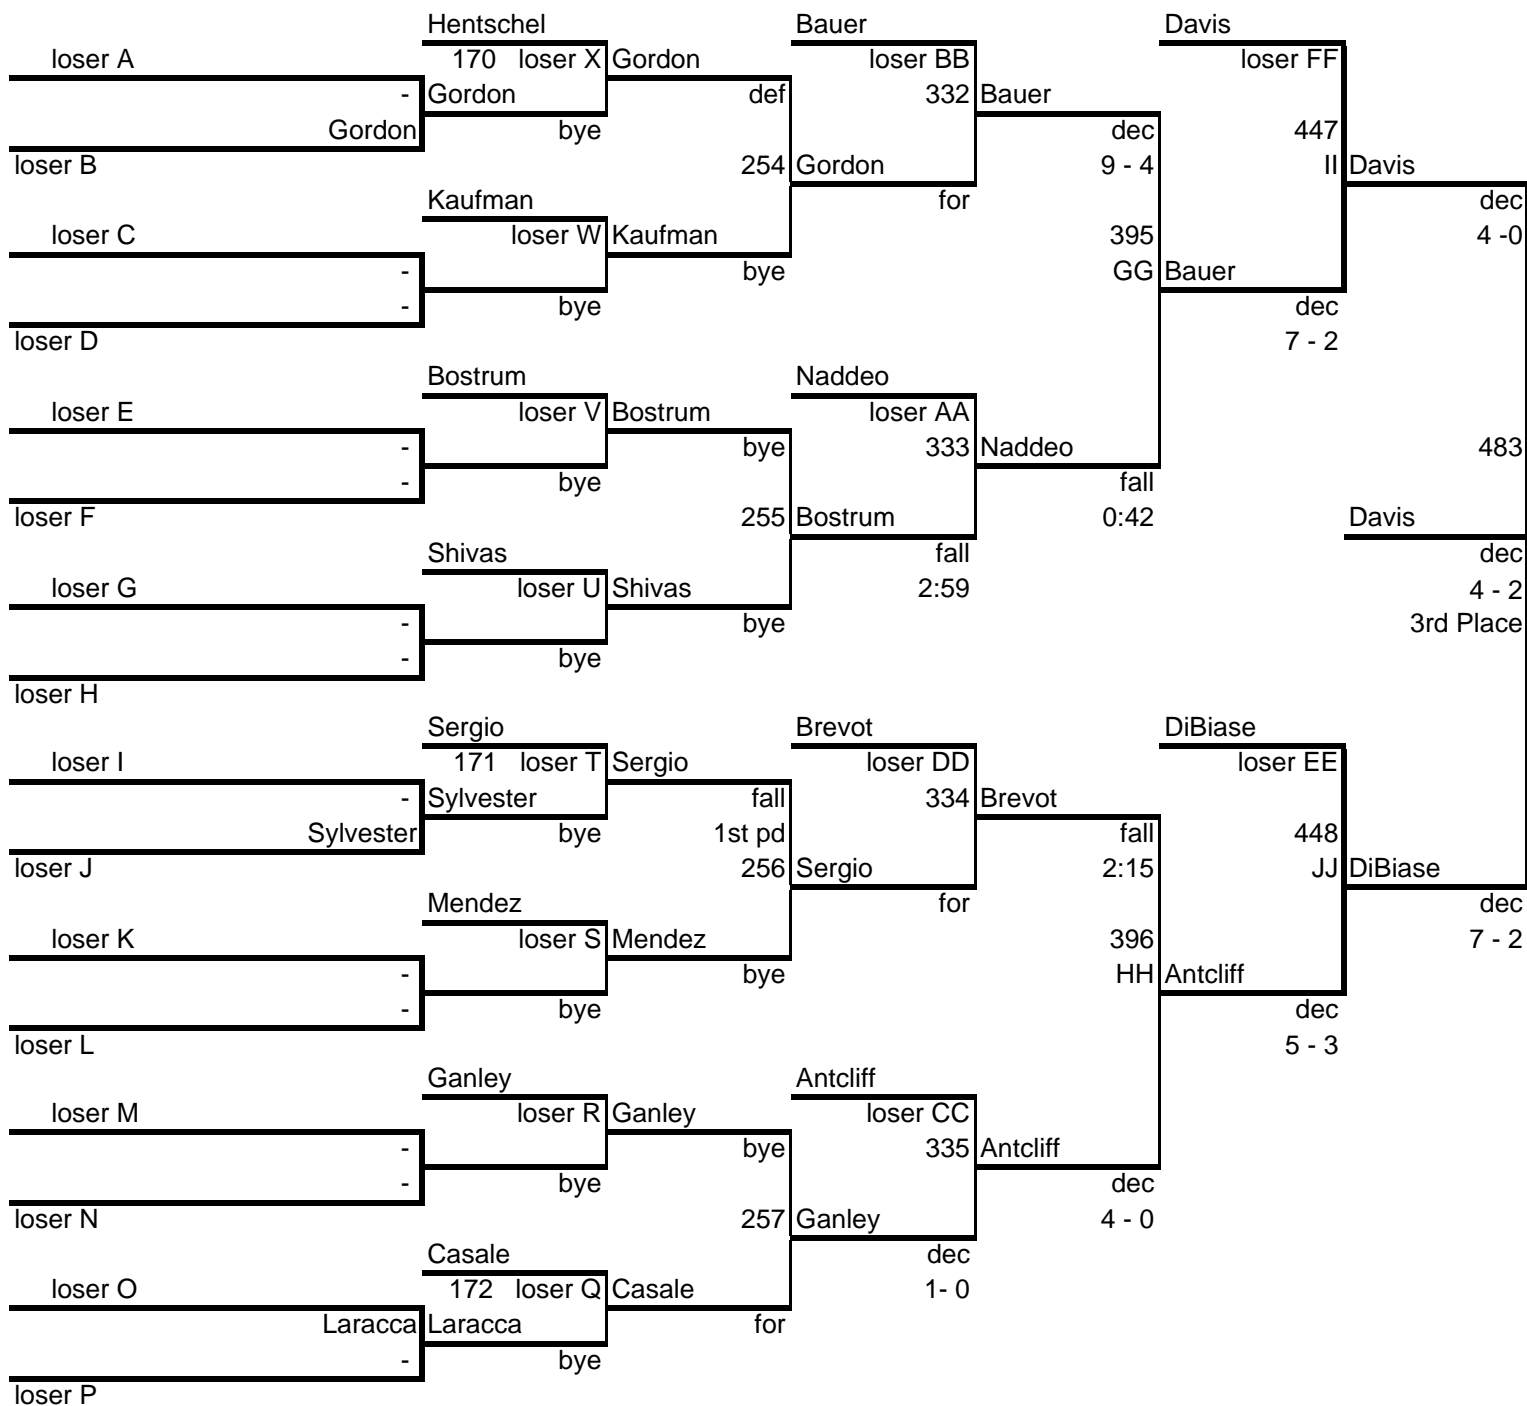 Hentschel Bauer Davis
loser A 170 loser X Gordon loser BB loser FF
- Gordon def 332 Bauer
Gordon bye dec 447
loser B 254 Gordon 9 - 4 II Davis
Kaufman for dec
loser C loser W Kaufman 395 4 -0
- bye GG Bauer
- bye dec
loser D 7 - 2
Bostrum Naddeo
loser E loser V Bostrum loser AA
- bye 333 Naddeo 483
- bye fall
loser F 255 Bostrum 0:42 Davis
Shivas fall dec
loser G loser U Shivas 2:59 4 - 2
- bye 3rd Place
- bye
loser H
Sergio Brevot DiBiase
loser I 171 loser T Sergio loser DD loser EE
- Sylvester fall 334 Brevot
Sylvester bye 1st pd fall 448
loser J 256 Sergio 2:15 JJ DiBiase
Mendez for dec
loser K loser S Mendez 396 7 - 2
- bye HH Antcliff
- bye dec
loser L 5 - 3
Ganley Antcliff
loser M loser R Ganley loser CC
- bye 335 Antcliff
- bye dec
loser N 257 Ganley 4 - 0
Casale dec
loser O 172 loser Q Casale 1- 0
Laracca Laracca for
- bye
loser P